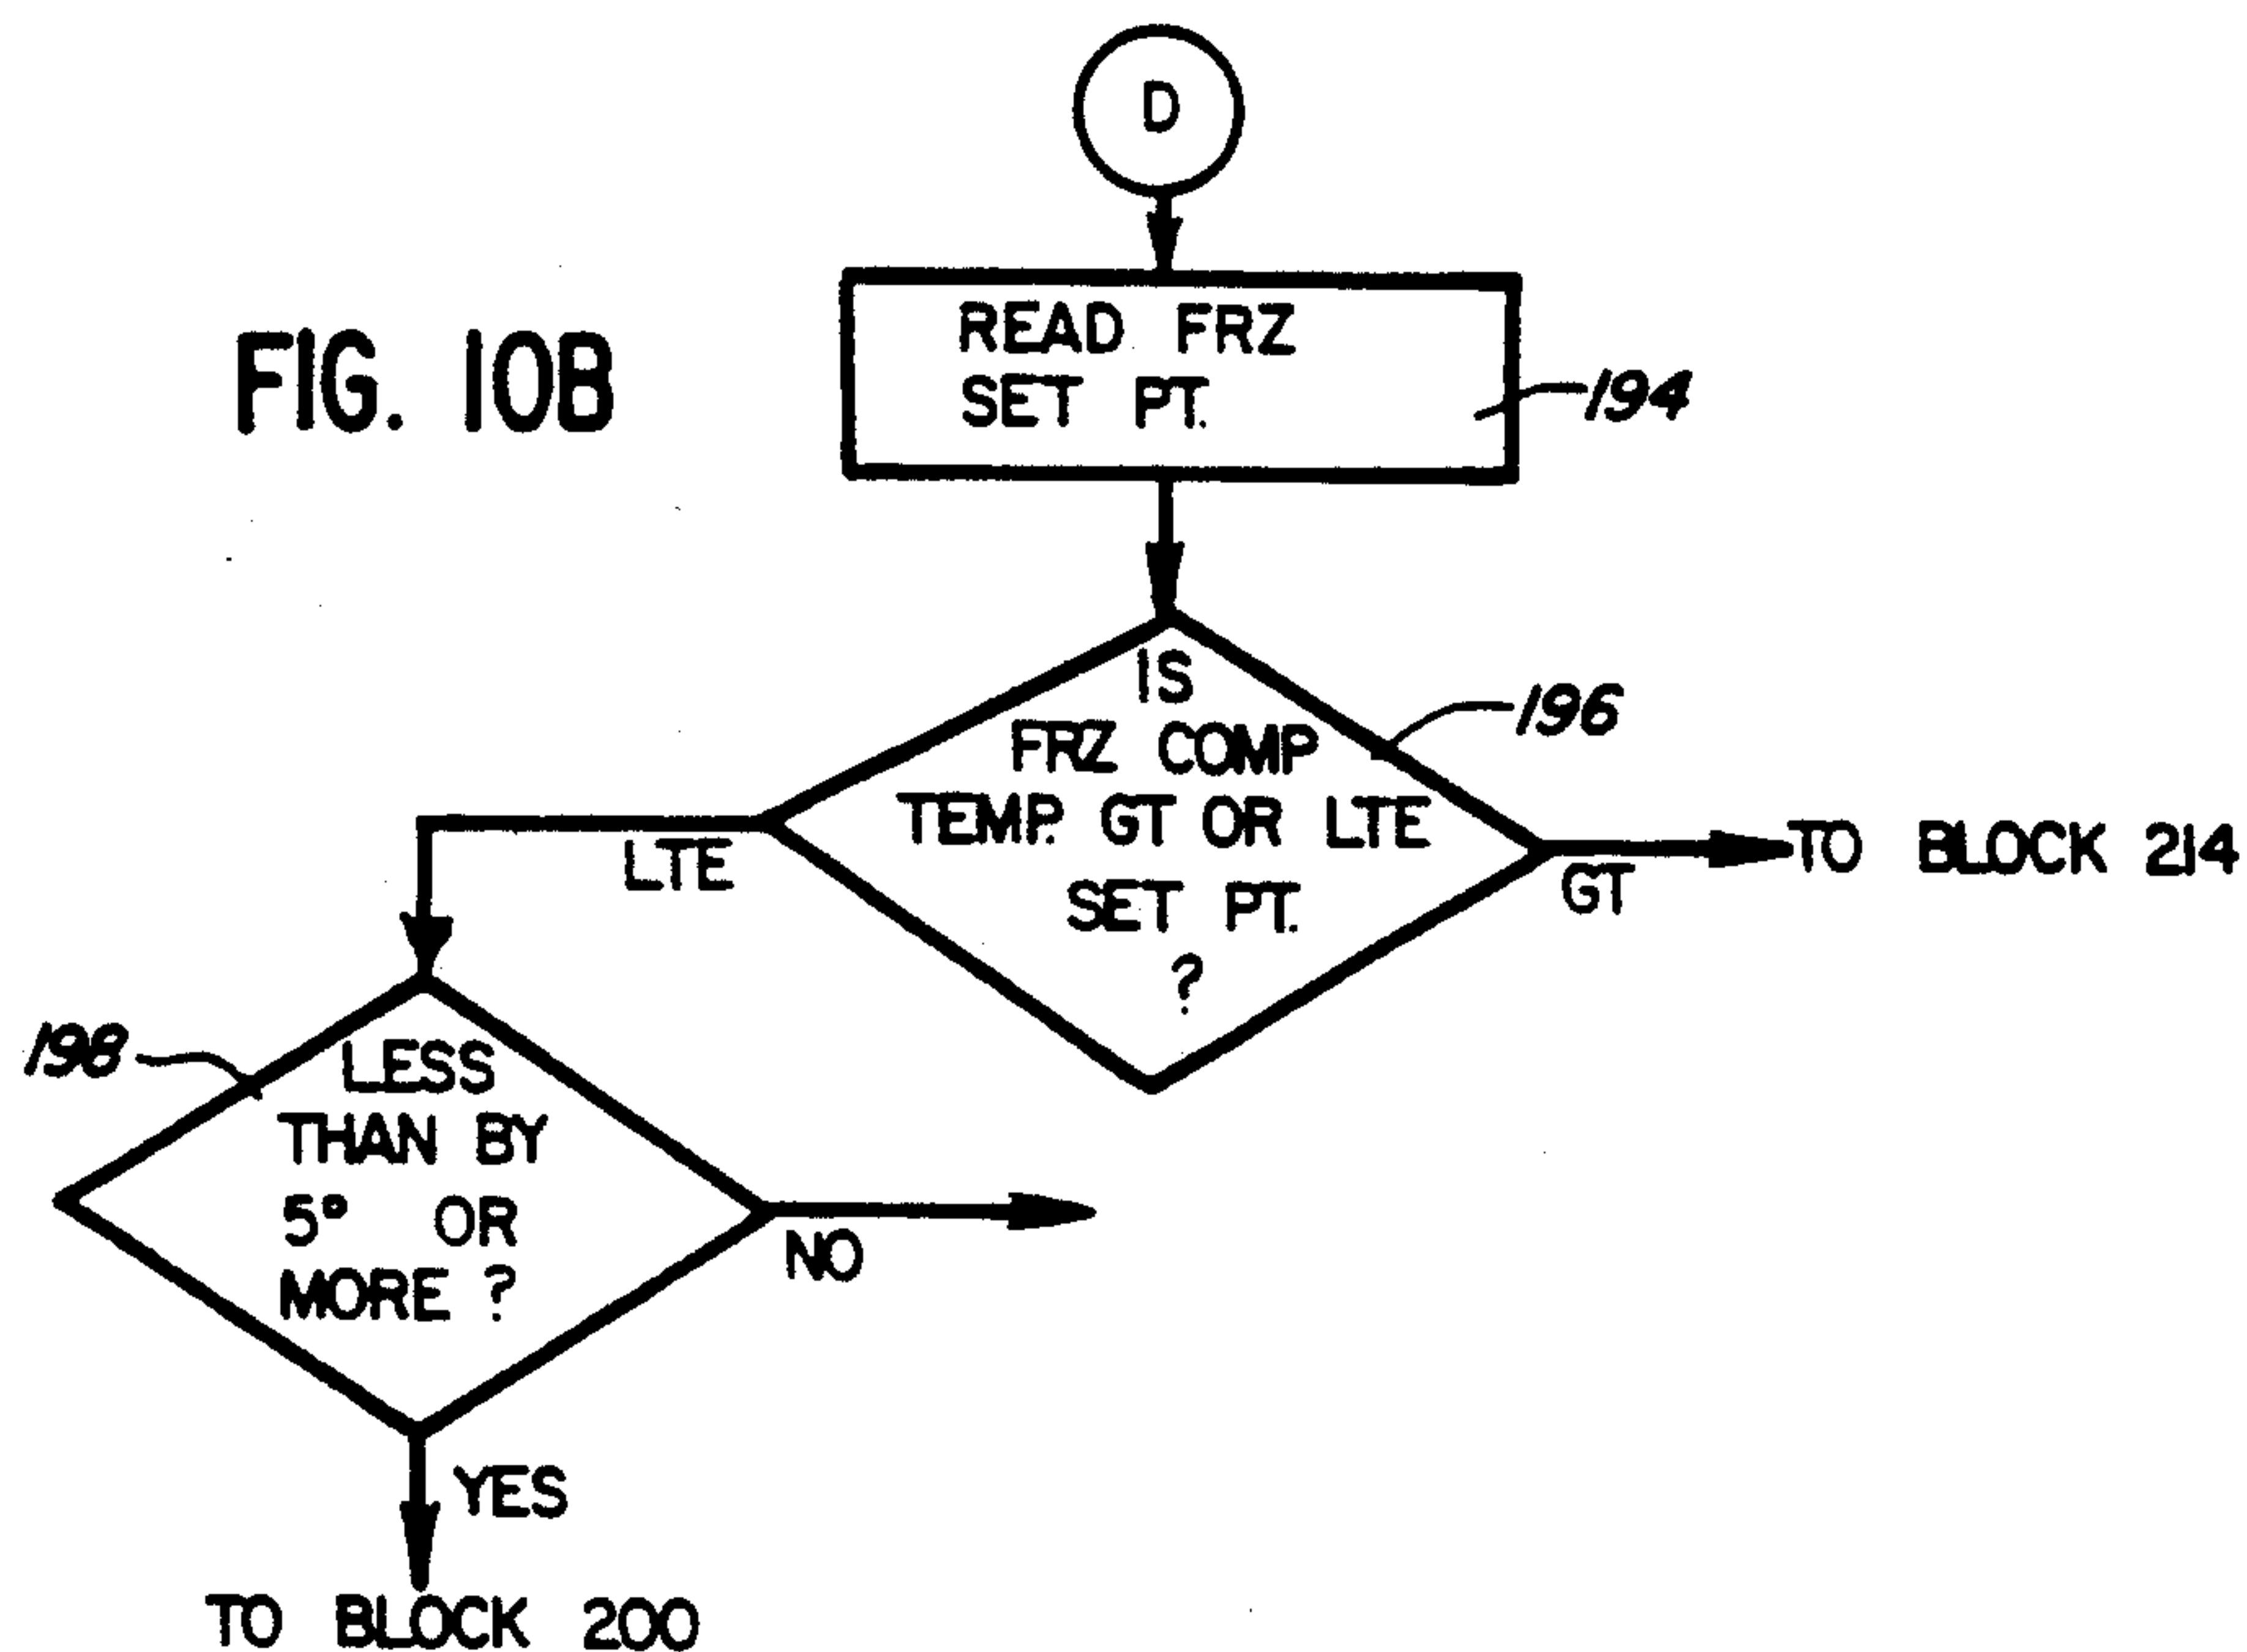 D
FIG. 10B
READ FRZ
SET PT.
194
IS
FRZ COMP
TEMP. GT OR LTE
SET PT.
?
196
LTE
GT
TO BLOCK 214
198
LESS
THAN BY
5° OR
MORE ?
NO
YES
TO BLOCK 200